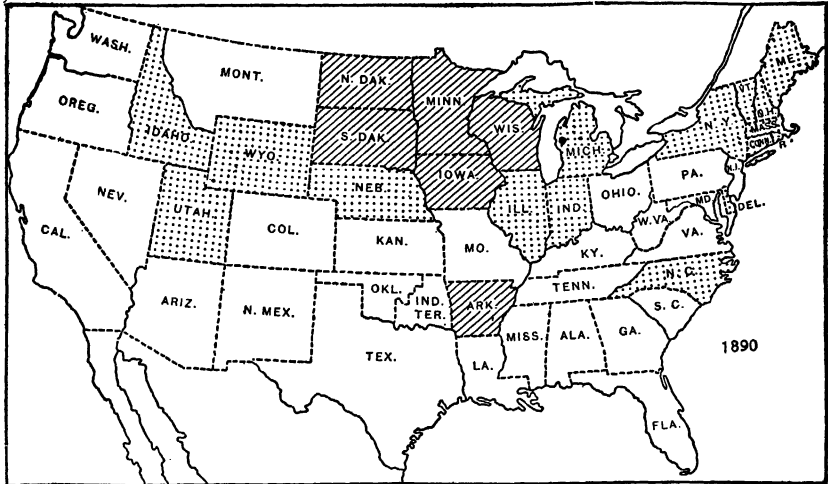 WASH.
MONT.
N. DAK.
MINN.
ME.
OREG.
IDAHO.
S. DAK.
WIS.
VT.
N.Y.
MASS.
CONN.
WYO.
MICH.
IOWA.
NEB.
NEV.
UTAH.
ILL.
IND.
OHIO.
PA.
N.J.
MD.
DEL.
W.VA.
VA.
CAL.
COL.
KAN.
MO.
KY.
N. C.
TENN.
ARIZ.
N. MEX.
OKL.
IND.
TER.
ARK.
S. C.
MISS.
ALA.
GA.
1890
TEX.
LA.
FLA.